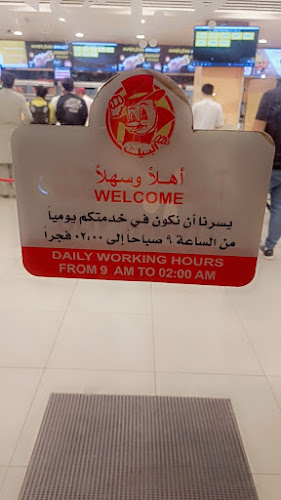 البيك
أهلاً وسهلاً
WELCOME
يسرنا أن نكون في خدمتكم يومياً
من الساعة ٩ صباحاً إلى ٠٢:٠٠ فجراً
DAILY WORKING HOURS
FROM 9 AM TO 02:00 AM